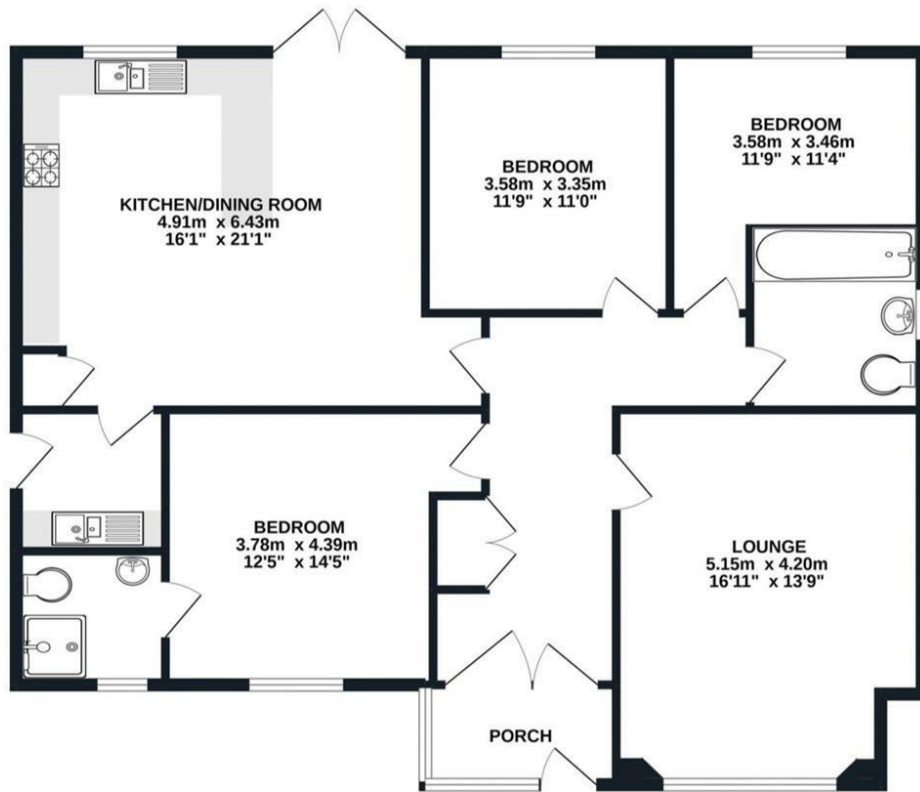 KITCHEN/DINING ROOM
4.91m x 6.43m
16'1" x 21'1"
BEDROOM
3.58m x 3.35m
11'9" x 11'0"
BEDROOM
3.58m x 3.46m
11'9" x 11'4"
BEDROOM
3.78m x 4.39m
12'5" x 14'5"
LOUNGE
5.15m x 4.20m
16'11" x 13'9"
PORCH